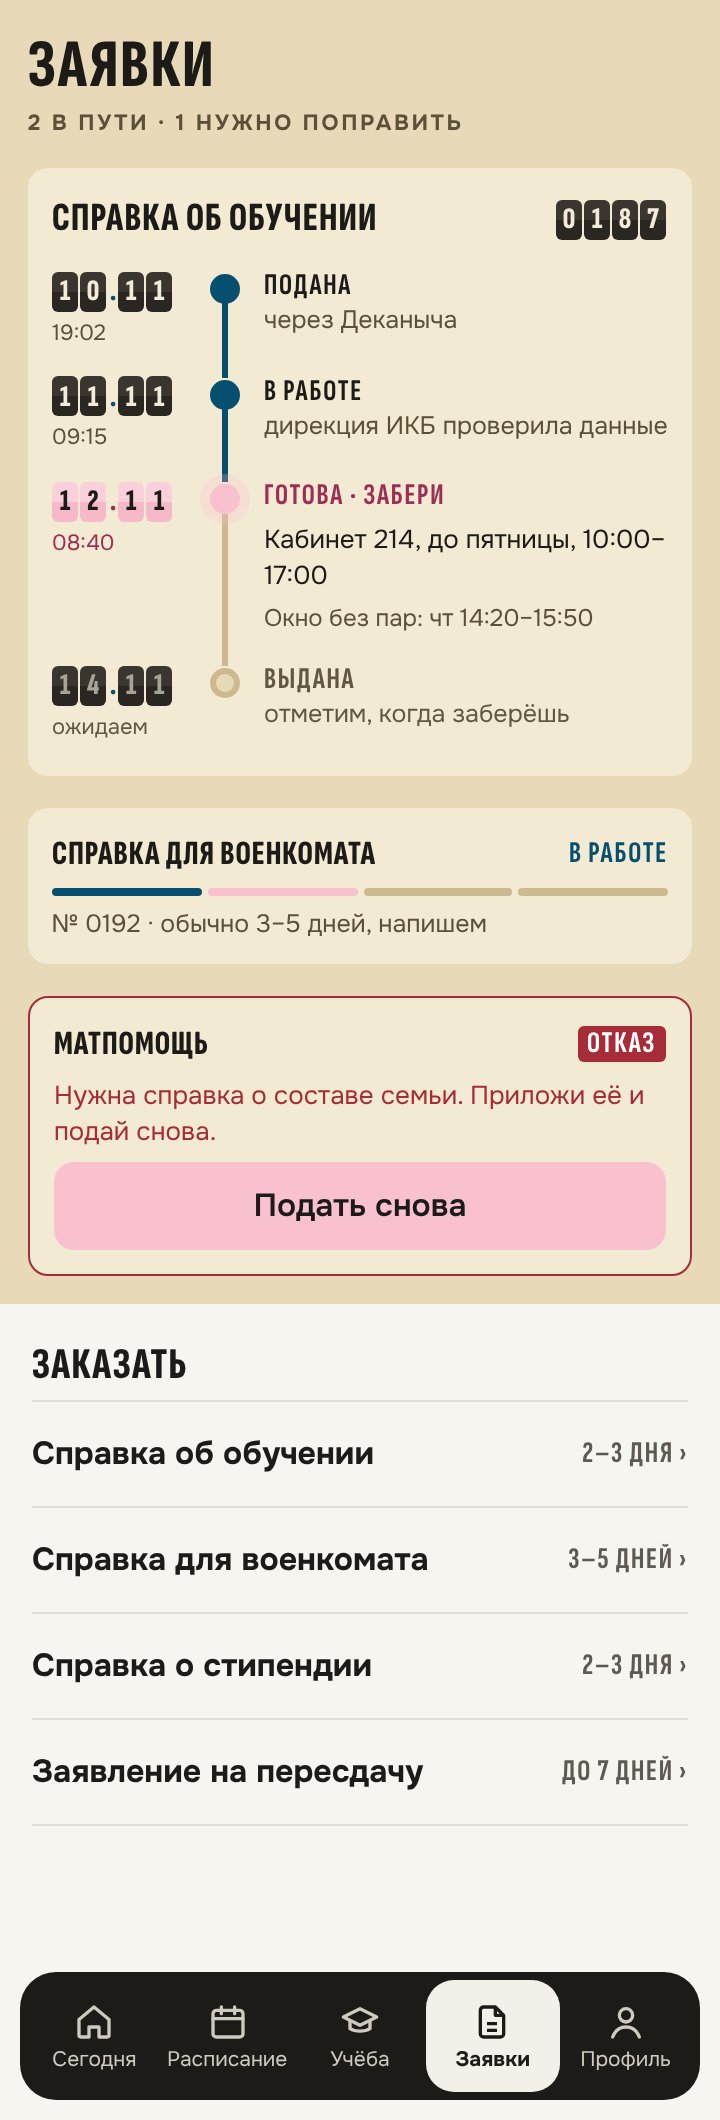 ЗАЯВКИ
2 В ПУТИ · 1 НУЖНО ПОПРАВИТЬ
СПРАВКА ОБ ОБУЧЕНИИ 0187
10.11 ПОДАНА
19:02 через Деканыча
11.11 В РАБОТЕ
09:15 дирекция ИКБ проверила данные
12.11 ГОТОВА · ЗАБЕРИ
08:40 Кабинет 214, до пятницы, 10:00–
17:00
Окно без пар: чт 14:20–15:50
14.11 ВЫДАНА
ожидаем отметим, когда заберёшь
СПРАВКА ДЛЯ ВОЕНКОМАТА В РАБОТЕ
№ 0192 · обычно 3–5 дней, напишем
МАТПОМОЩЬ ОТКАЗ
Нужна справка о составе семьи. Приложи её и
подай снова.
Подать снова
ЗАКАЗАТЬ
Справка об обучении 2–3 ДНЯ ›
Справка для военкомата 3–5 ДНЕЙ ›
Справка о стипендии 2–3 ДНЯ ›
Заявление на пересдачу ДО 7 ДНЕЙ ›
Сегодня Расписание Учёба Заявки Профиль